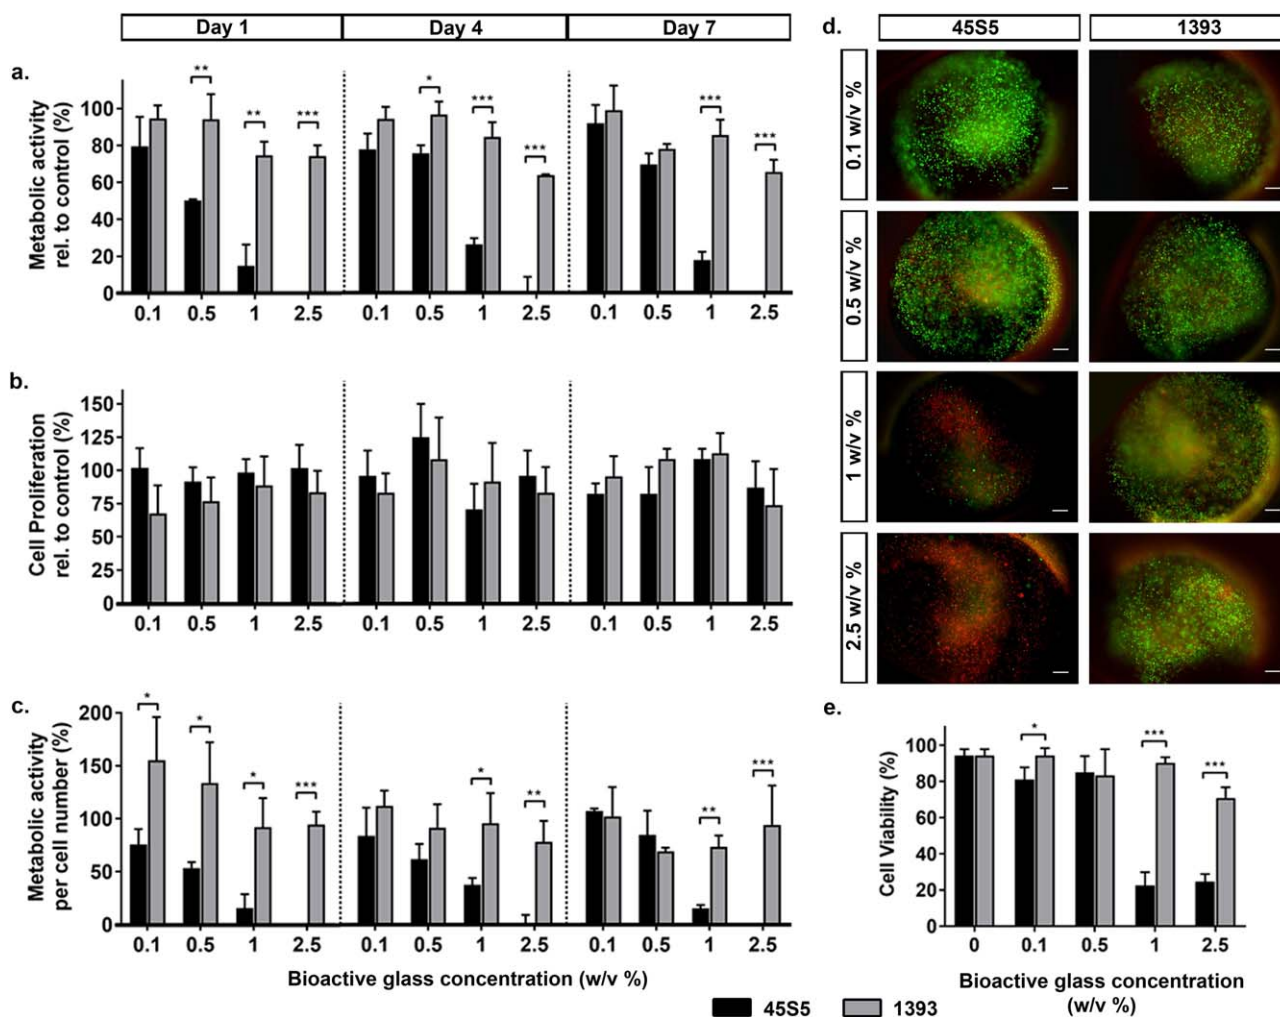 Day 1 Day 4 Day 7
a.
Metabolic activity
rel. to control (%)
100
80
60
40
20
0
** ** *** * *** *** *** ***
0.1 0.5 1 2.5 0.1 0.5 1 2.5 0.1 0.5 1 2.5
b.
Cell Proliferation
rel. to control (%)
150
125
100
75
50
25
0
0.1 0.5 1 2.5 0.1 0.5 1 2.5 0.1 0.5 1 2.5
c.
Metabolic activity
per cell number (%)
200
150
100
50
0
* * * *** * ** ** ***
0.1 0.5 1 2.5 0.1 0.5 1 2.5 0.1 0.5 1 2.5
Bioactive glass concentration (w/v %)
d.
45S5 1393
0.1 w/v %
0.5 w/v %
1 w/v %
2.5 w/v %
e.
Cell Viability (%)
100
80
60
40
20
0
* *** ***
0 0.1 0.5 1 2.5
Bioactive glass concentration
(w/v %)
45S5 1393